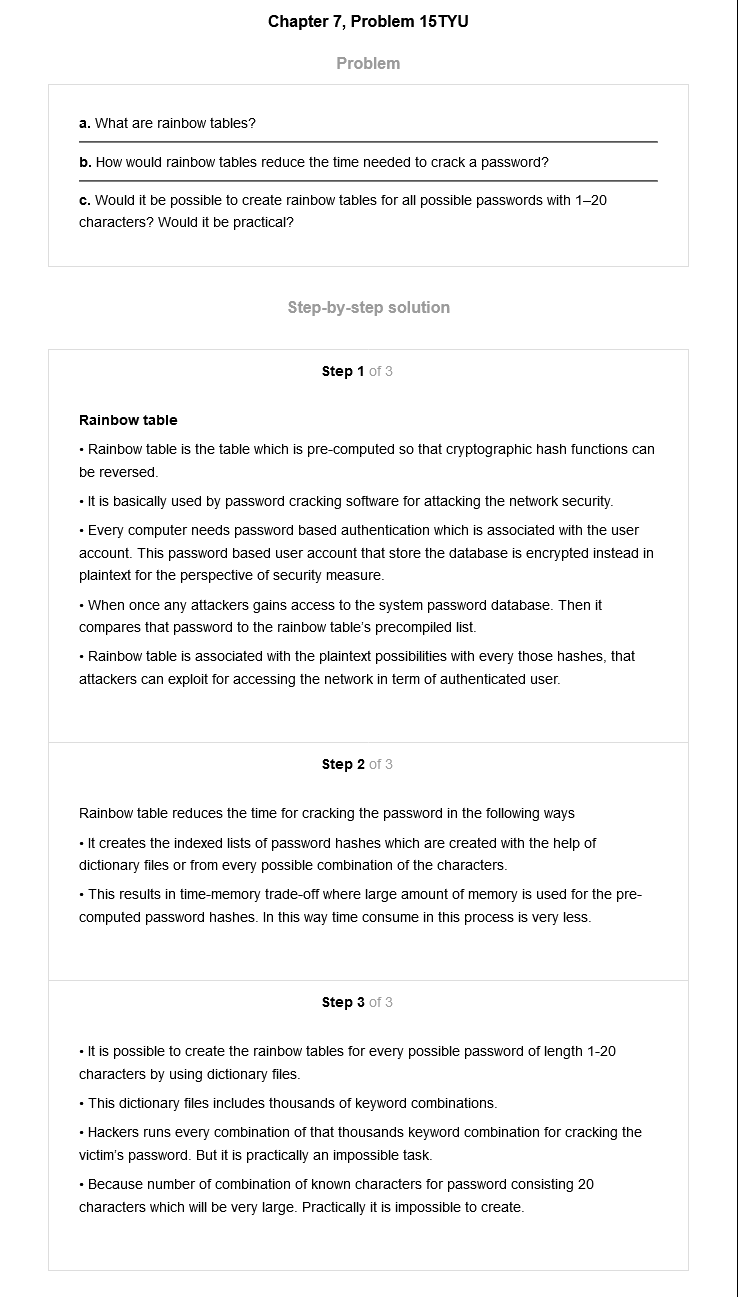 Chapter 7, Problem 15TYU
Problem
a. What are rainbow tables?
b. How would rainbow tables reduce the time needed to crack a password?
c. Would it be possible to create rainbow tables for all possible passwords with 1–20
characters? Would it be practical?
Step-by-step solution
Step 1 of 3
Rainbow table
• Rainbow table is the table which is pre-computed so that cryptographic hash functions can
be reversed.
• It is basically used by password cracking software for attacking the network security.
• Every computer needs password based authentication which is associated with the user
account. This password based user account that store the database is encrypted instead in
plaintext for the perspective of security measure.
• When once any attackers gains access to the system password database. Then it
compares that password to the rainbow table's precompiled list.
• Rainbow table is associated with the plaintext possibilities with every those hashes, that
attackers can exploit for accessing the network in term of authenticated user.
Step 2 of 3
Rainbow table reduces the time for cracking the password in the following ways
• It creates the indexed lists of password hashes which are created with the help of
dictionary files or from every possible combination of the characters.
• This results in time-memory trade-off where large amount of memory is used for the pre-
computed password hashes. In this way time consume in this process is very less.
Step 3 of 3
• It is possible to create the rainbow tables for every possible password of length 1-20
characters by using dictionary files.
• This dictionary files includes thousands of keyword combinations.
• Hackers runs every combination of that thousands keyword combination for cracking the
victim's password. But it is practically an impossible task.
• Because number of combination of known characters for password consisting 20
characters which will be very large. Practically it is impossible to create.